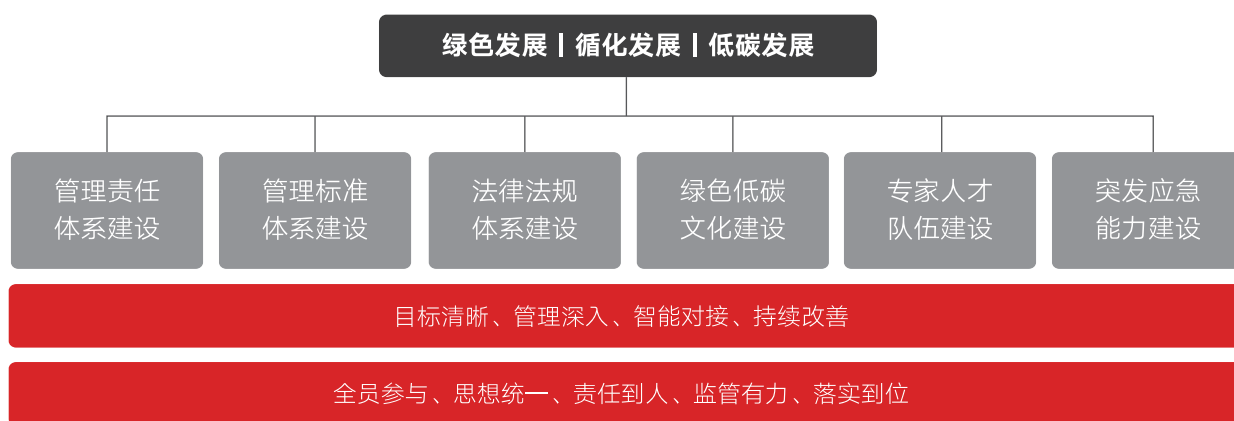 绿色发展 | 循化发展 | 低碳发展
管理责任
体系建设
管理标准
体系建设
法律法规
体系建设
绿色低碳
文化建设
专家人才
队伍建设
突发应急
能力建设
目标清晰、管理深入、智能对接、持续改善
全员参与、思想统一、责任到人、监管有力、落实到位